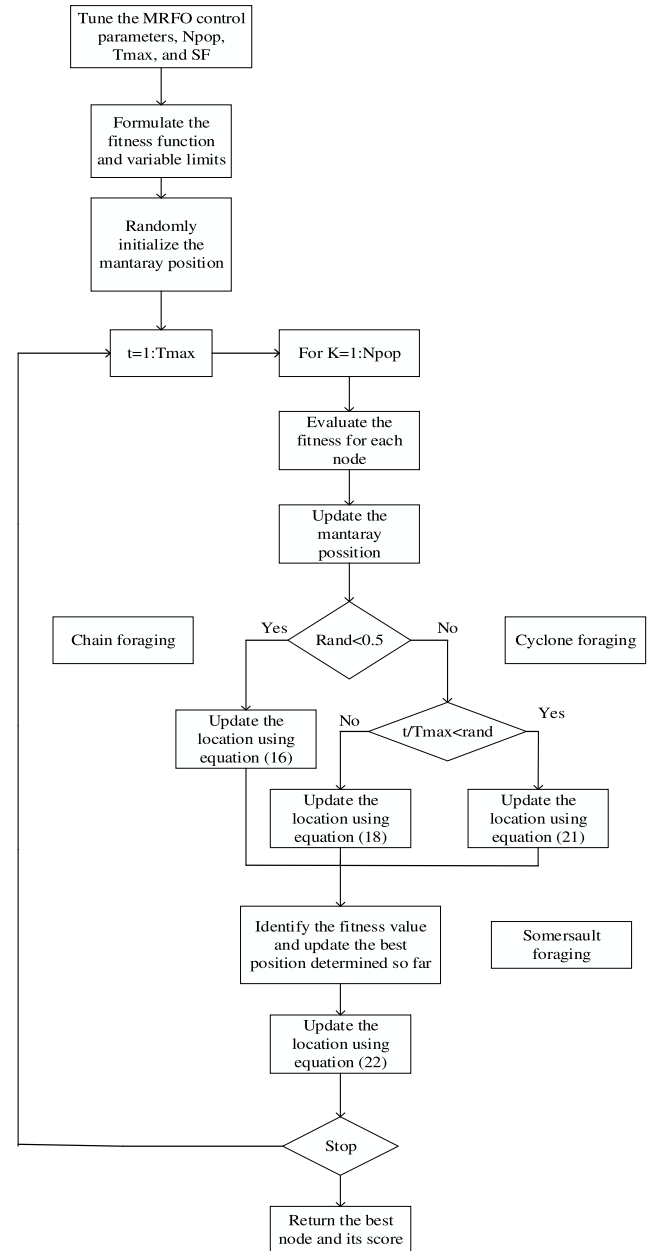 Tune the MRFO control
parameters, Npop,
Tmax, and SF
Formulate the
fitness function
and variable limits
Randomly
initialize the
mantaray position
t=1:Tmax
For K=1:Npop
Evaluate the
fitness for each
node
Update the
mantaray
possition
Chain foraging
Yes
Rand<0.5
No
Cyclone foraging
Update the
location using
equation (16)
No
t/Tmax<rand
Yes
Update the
location using
equation (18)
Update the
location using
equation (21)
Identify the fitness value
and update the best
position determined so far
Somersault
foraging
Update the
location using
equation (22)
Stop
Return the best
node and its score